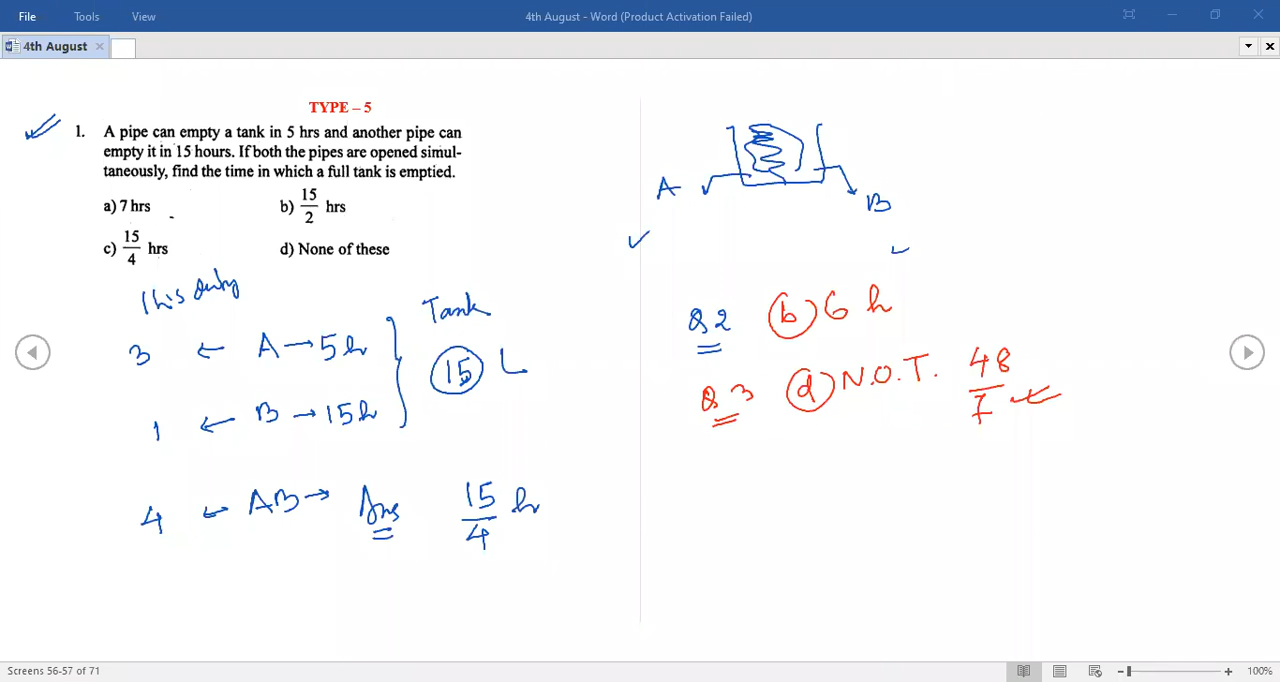 File Tools View 4th August - Word (Product Activation Failed)
4th August
TYPE – 5
1. A pipe can empty a tank in 5 hrs and another pipe can
empty it in 15 hours. If both the pipes are opened simul-
taneously, find the time in which a full tank is emptied.
a) 7 hrs b) 15/2 hrs
c) 15/4 hrs d) None of these
Tank
3 ← A → 5 hr
15 L
1 ← B → 15 hr
4 ← AB → Ans 15/4 hr
A B
Q2 (b) 6 h
Q3 (d) N.O.T. 48/7
Screens 56-57 of 71 100%